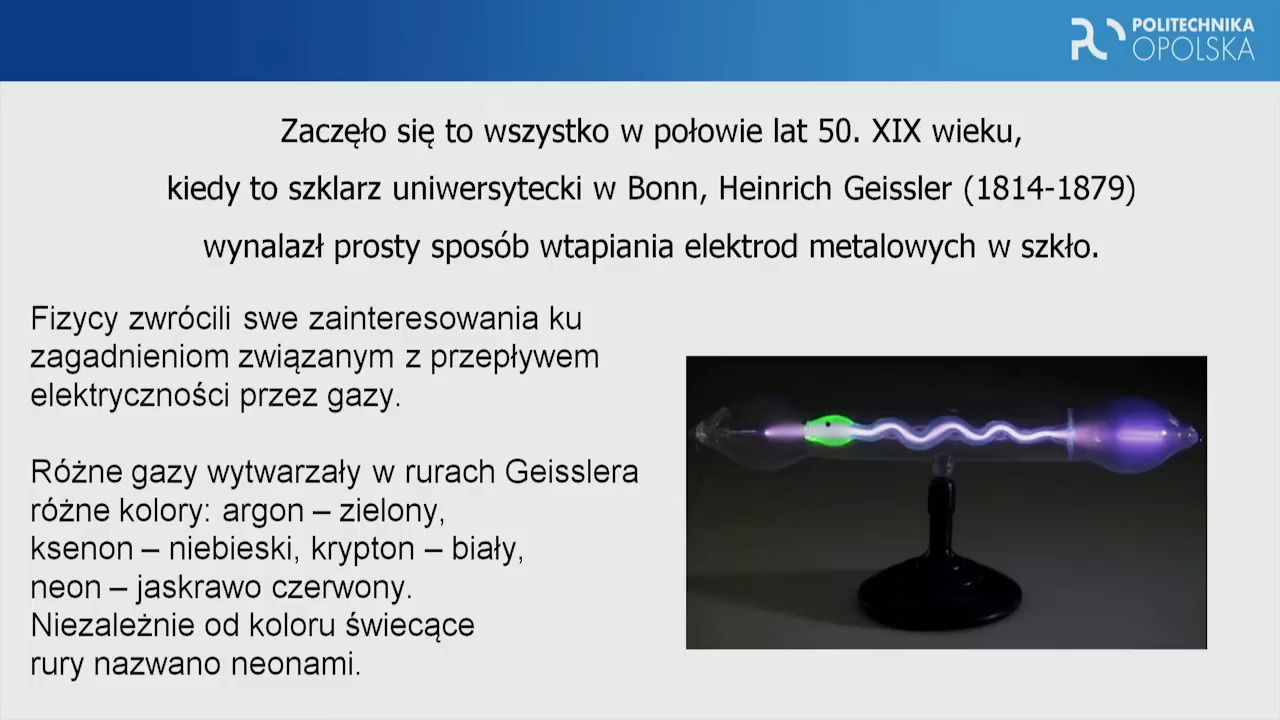 POLITECHNIKA
OPOLSKA
Zaczęło się to wszystko w połowie lat 50. XIX wieku,
kiedy to szklarz uniwersytecki w Bonn, Heinrich Geissler (1814-1879)
wynalazł prosty sposób wtapiania elektrod metalowych w szkło.
Fizycy zwrócili swe zainteresowania ku
zagadnieniom związanym z przepływem
elektryczności przez gazy.
Różne gazy wytwarzały w rurach Geisslera
różne kolory: argon – zielony,
ksenon – niebieski, krypton – biały,
neon – jaskrawo czerwony.
Niezależnie od koloru świecące
rury nazwano neonami.